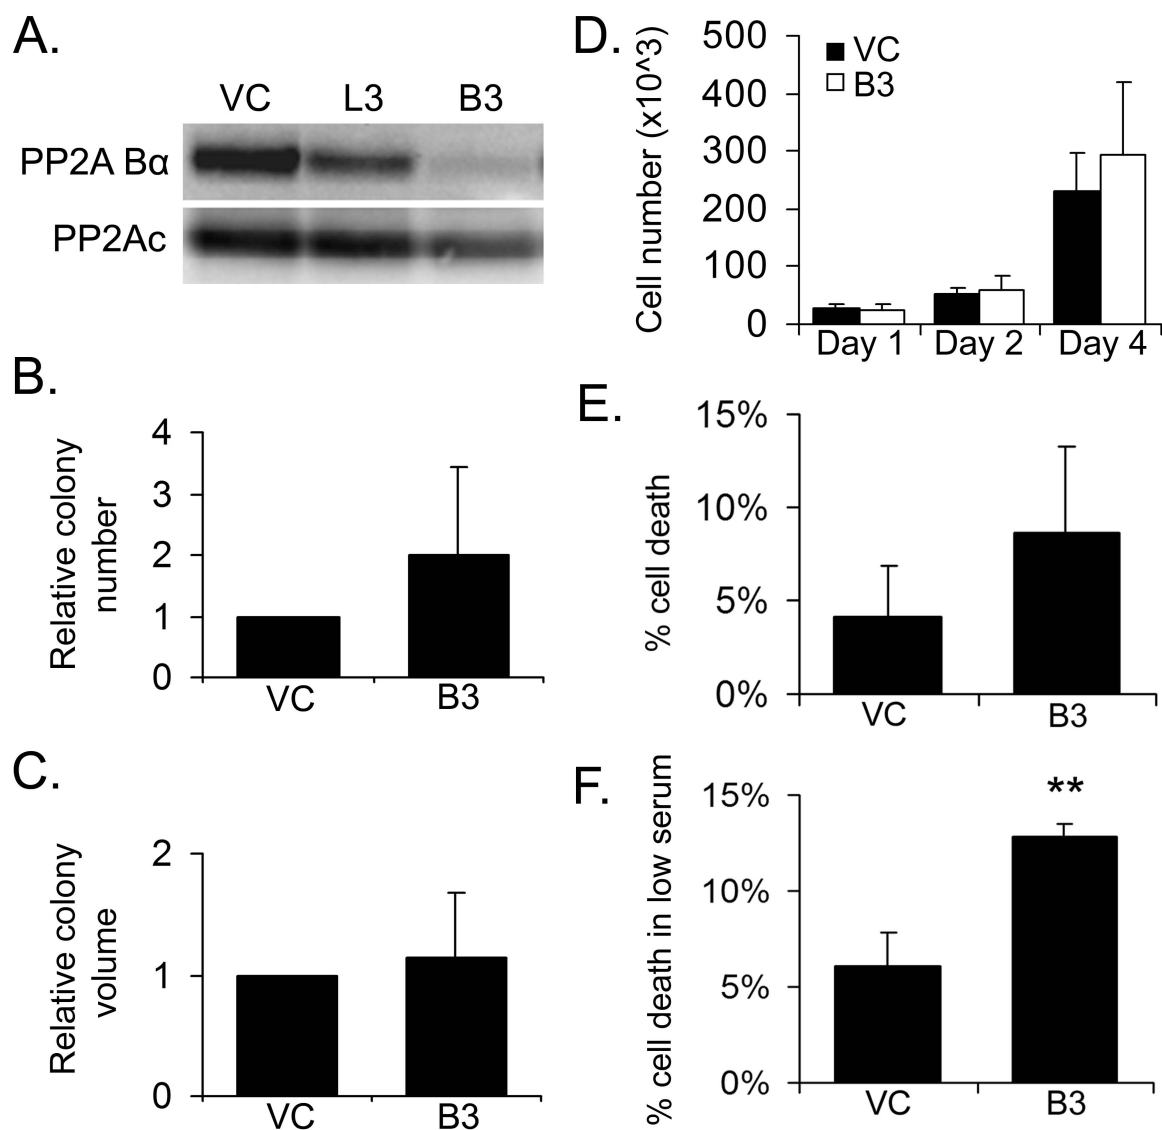 A.
VC L3 B3
PP2A Bα
PP2Ac
B.
Relative colony
number
4
3
2
1
0
VC B3
C.
Relative colony
volume
2
1
0
VC B3
D.
Cell number (x10^3)
500
400
300
200
100
0
VC
B3
Day 1 Day 2 Day 4
E.
% cell death
15%
10%
5%
0%
VC B3
F.
% cell death in low serum
15%
10%
5%
0%
**
VC B3